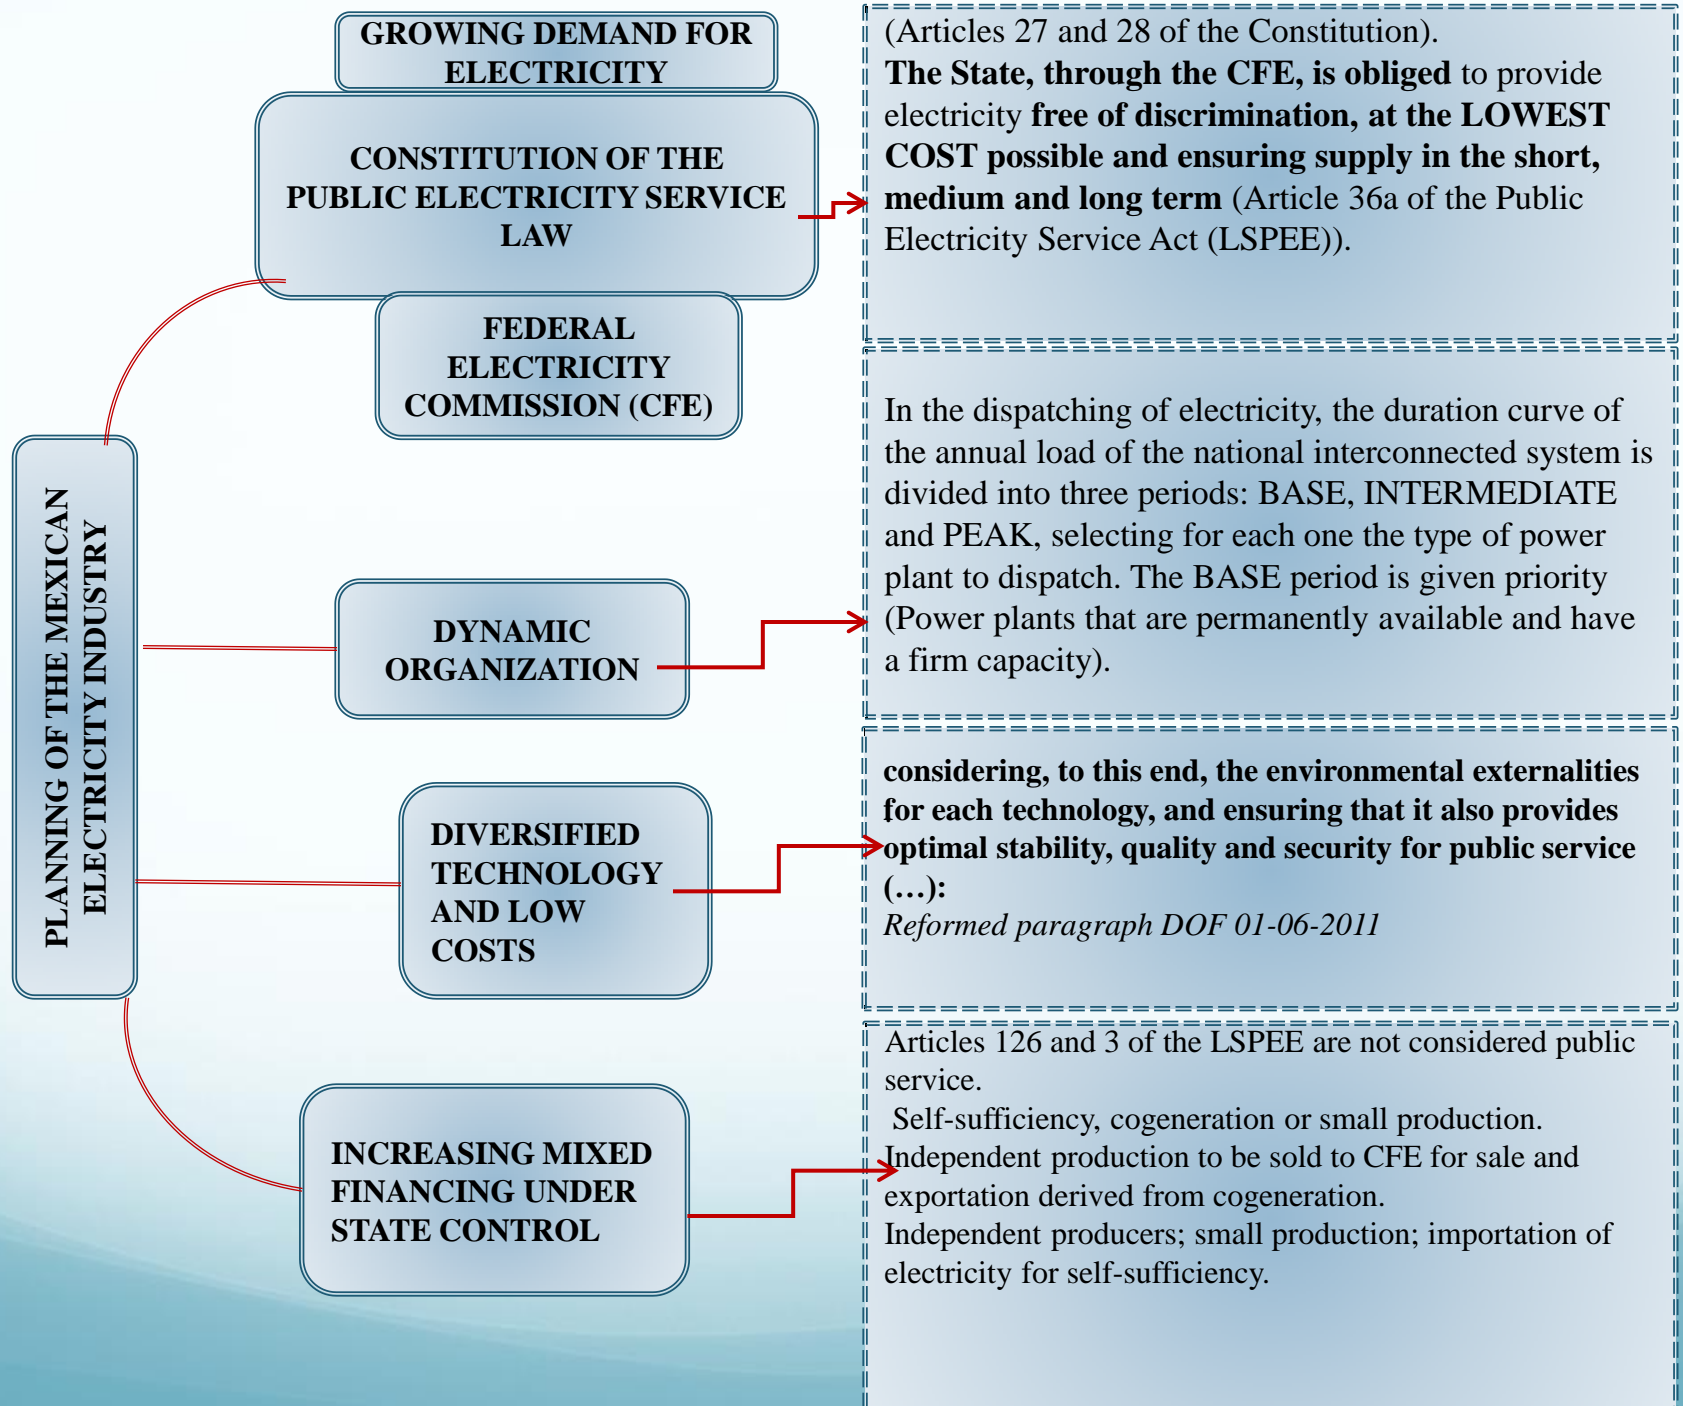 GROWING DEMAND FOR
ELECTRICITY
CONSTITUTION OF THE
PUBLIC ELECTRICITY SERVICE
LAW
FEDERAL
ELECTRICITY
COMMISSION (CFE)
PLANNING OF THE MEXICAN
ELECTRICITY INDUSTRY
DYNAMIC
ORGANIZATION
DIVERSIFIED
TECHNOLOGY
AND LOW
COSTS
INCREASING MIXED
FINANCING UNDER
STATE CONTROL
(Articles 27 and 28 of the Constitution).
The State, through the CFE, is obliged to provide
electricity free of discrimination, at the LOWEST
COST possible and ensuring supply in the short,
medium and long term (Article 36a of the Public
Electricity Service Act (LSPEE)).
In the dispatching of electricity, the duration curve of
the annual load of the national interconnected system is
divided into three periods: BASE, INTERMEDIATE
and PEAK, selecting for each one the type of power
plant to dispatch. The BASE period is given priority
(Power plants that are permanently available and have
a firm capacity).
considering, to this end, the environmental externalities
for each technology, and ensuring that it also provides
optimal stability, quality and security for public service
(…):
Reformed paragraph DOF 01-06-2011
Articles 126 and 3 of the LSPEE are not considered public
service.
Self-sufficiency, cogeneration or small production.
Independent production to be sold to CFE for sale and
exportation derived from cogeneration.
Independent producers; small production; importation of
electricity for self-sufficiency.